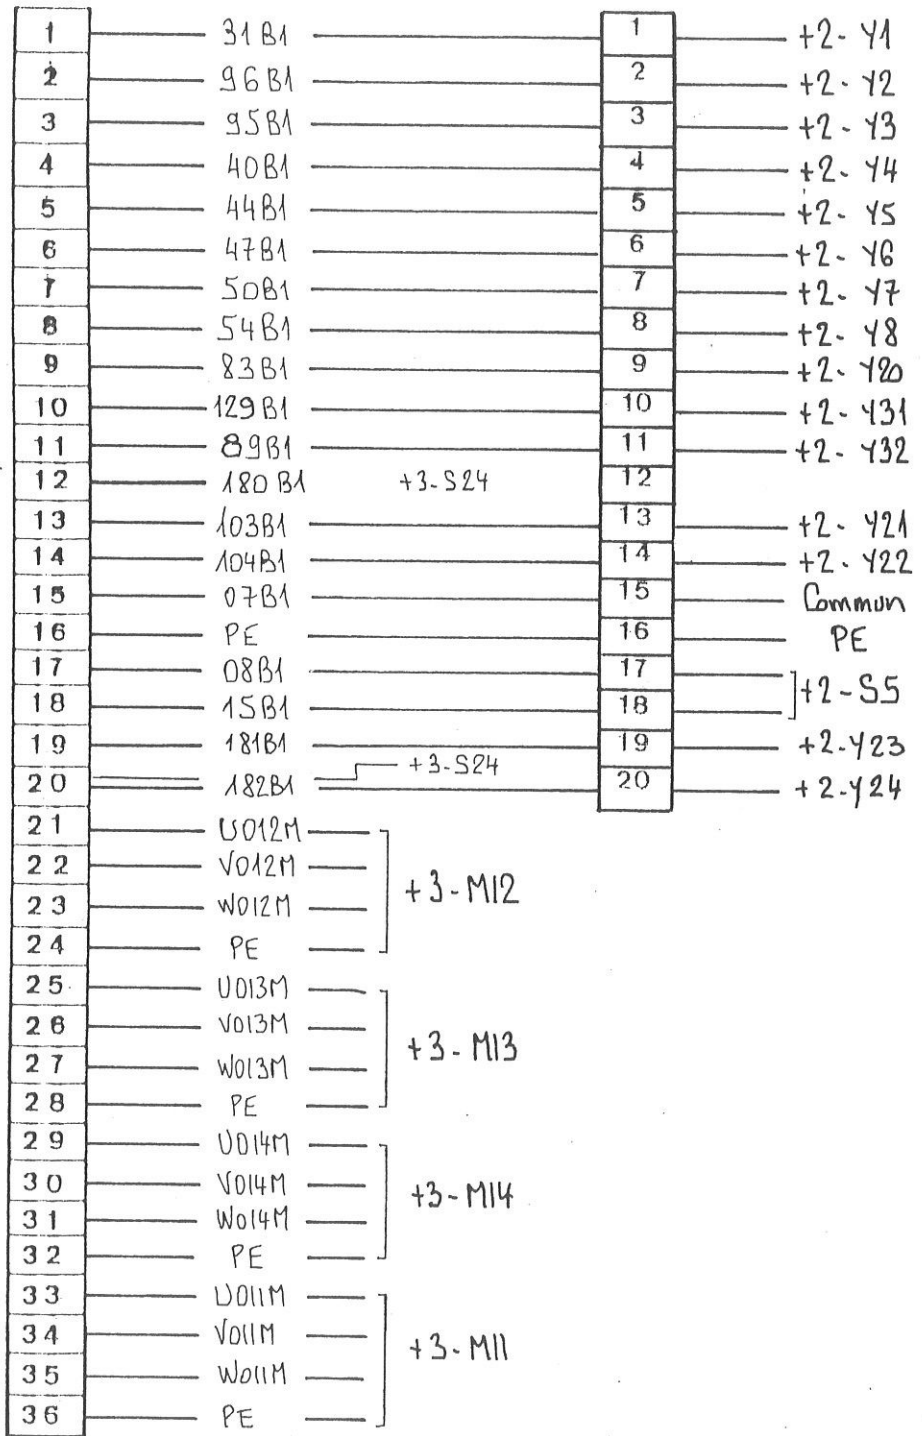 1 31B1 1 +2-Y1
2 96B1 2 +2-Y2
3 95B1 3 +2-Y3
4 40B1 4 +2-Y4
5 44B1 5 +2-Y5
6 47B1 6 +2-Y6
7 50B1 7 +2-Y7
8 54B1 8 +2-Y8
9 83B1 9 +2-Y20
10 129B1 10 +2-Y31
11 89B1 11 +2-Y32
12 180B1 +3-S24 12
13 103B1 13 +2-Y21
14 104B1 14 +2-Y22
15 07B1 15 Commun
16 PE 16 PE
17 08B1 17
+2-S5
18 15B1 18
19 181B1 19 +2-Y23
+3-S24
20 182B1 20 +2-Y24
21 U012M
22 V012M
+3-M12
23 W012M
24 PE
25 U013M
26 V013M
+3-M13
27 W013M
28 PE
29 U014M
30 V014M
+3-M14
31 W014M
32 PE
33 U011M
34 V011M
+3-M11
35 W011M
36 PE